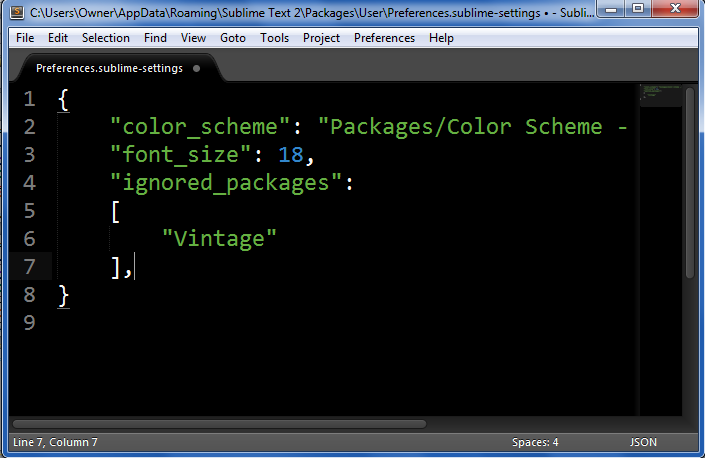 C:\Users\Owner\AppData\Roaming\Sublime Text 2\Packages\User\Preferences.sublime-settings • - Subli...
File Edit Selection Find View Goto Tools Project Preferences Help
Preferences.sublime-settings
1 {
2 "color_scheme": "Packages/Color Scheme -
3 "font_size": 18,
4 "ignored_packages":
5 [
6 "Vintage"
7 ],
8 }
9
Line 7, Column 7 Spaces: 4 JSON